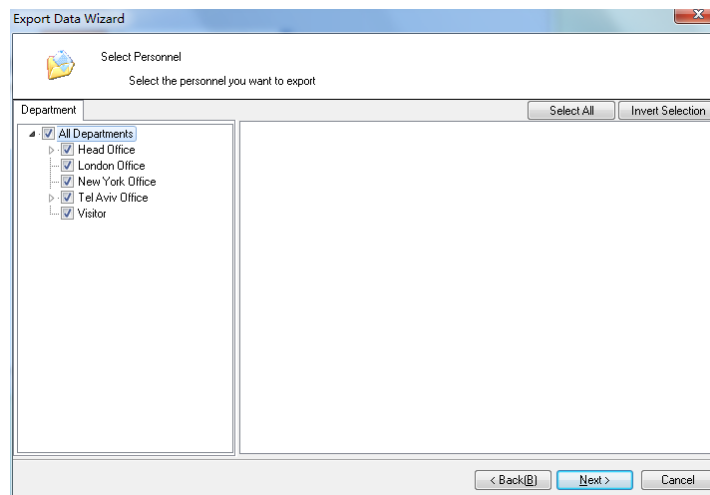 Export Data Wizard
Select Personnel
Select the personnel you want to export
Department
Select All
Invert Selection
All Departments
Head Office
London Office
New York Office
Tel Aviv Office
Visitor
< Back(B)
Next >
Cancel